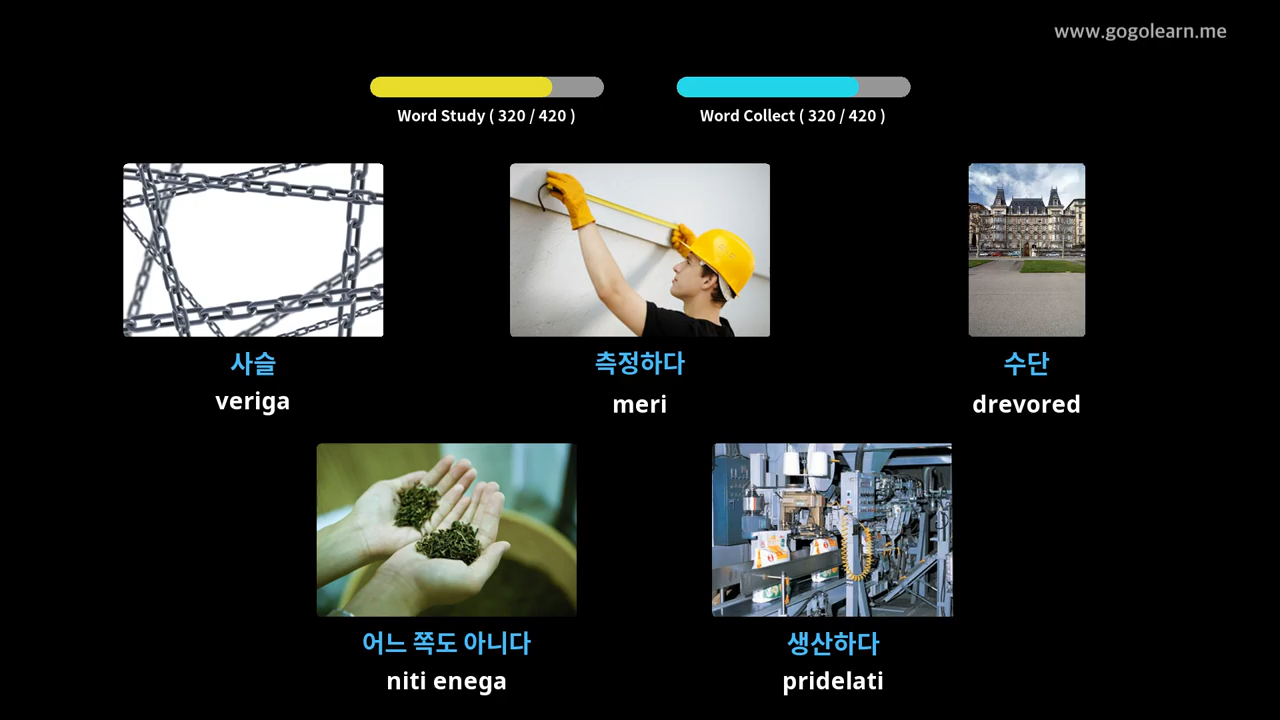 www.gogolearn.me
Word Study ( 320 / 420 )
Word Collect ( 320 / 420 )
사슬
veriga
측정하다
meri
수단
drevored
어느 쪽도 아니다
niti enega
생산하다
pridelati